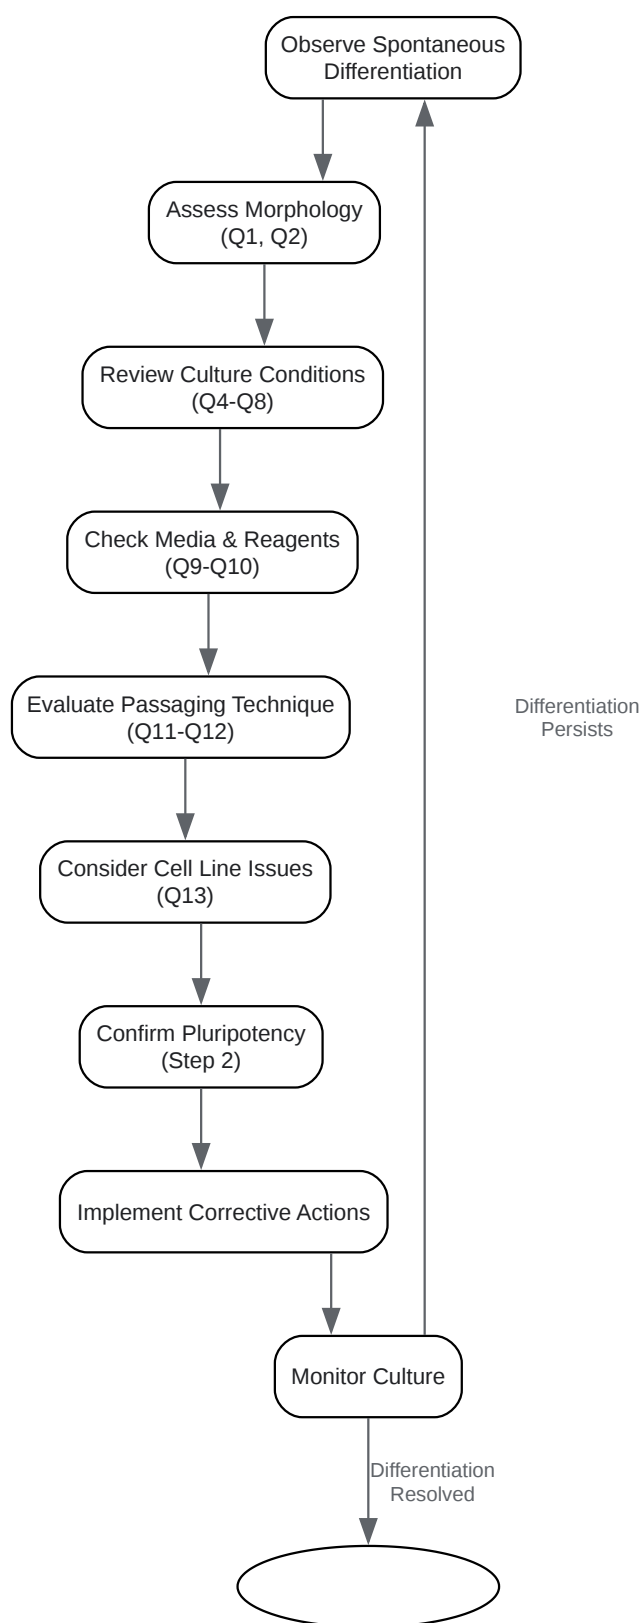 Observe Spontaneous
Differentiation
Assess Morphology
(Q1, Q2)
Review Culture Conditions
(Q4-Q8)
Check Media & Reagents
(Q9-Q10)
Evaluate Passaging Technique
(Q11-Q12)
Differentiation
Persists
Consider Cell Line Issues
(Q13)
Confirm Pluripotency
(Step 2)
Implement Corrective Actions
Monitor Culture
Differentiation
Resolved